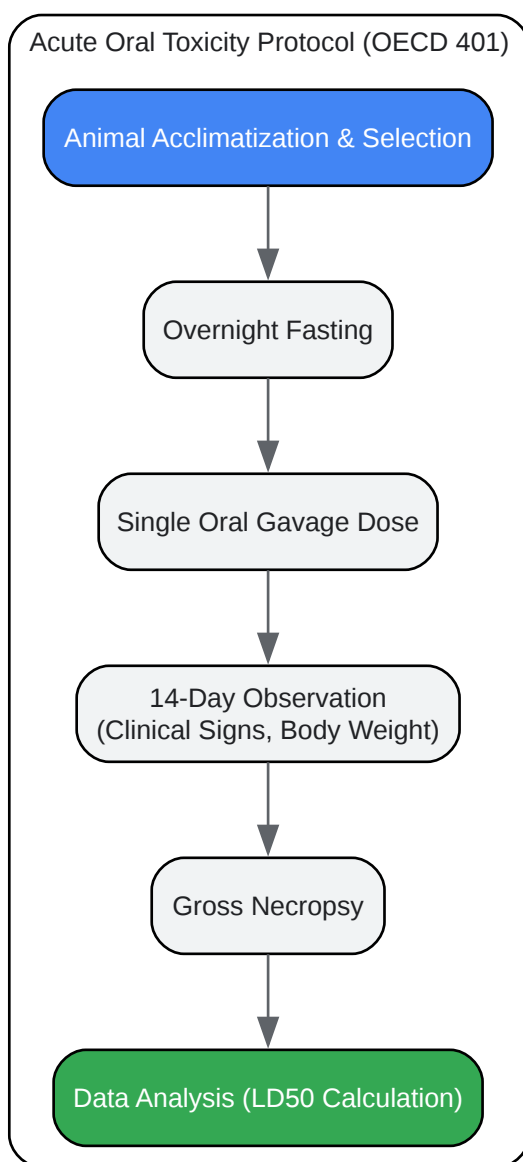 Acute Oral Toxicity Protocol (OECD 401)
Animal Acclimatization & Selection
Overnight Fasting
Single Oral Gavage Dose
14-Day Observation
(Clinical Signs, Body Weight)
Gross Necropsy
Data Analysis (LD50 Calculation)